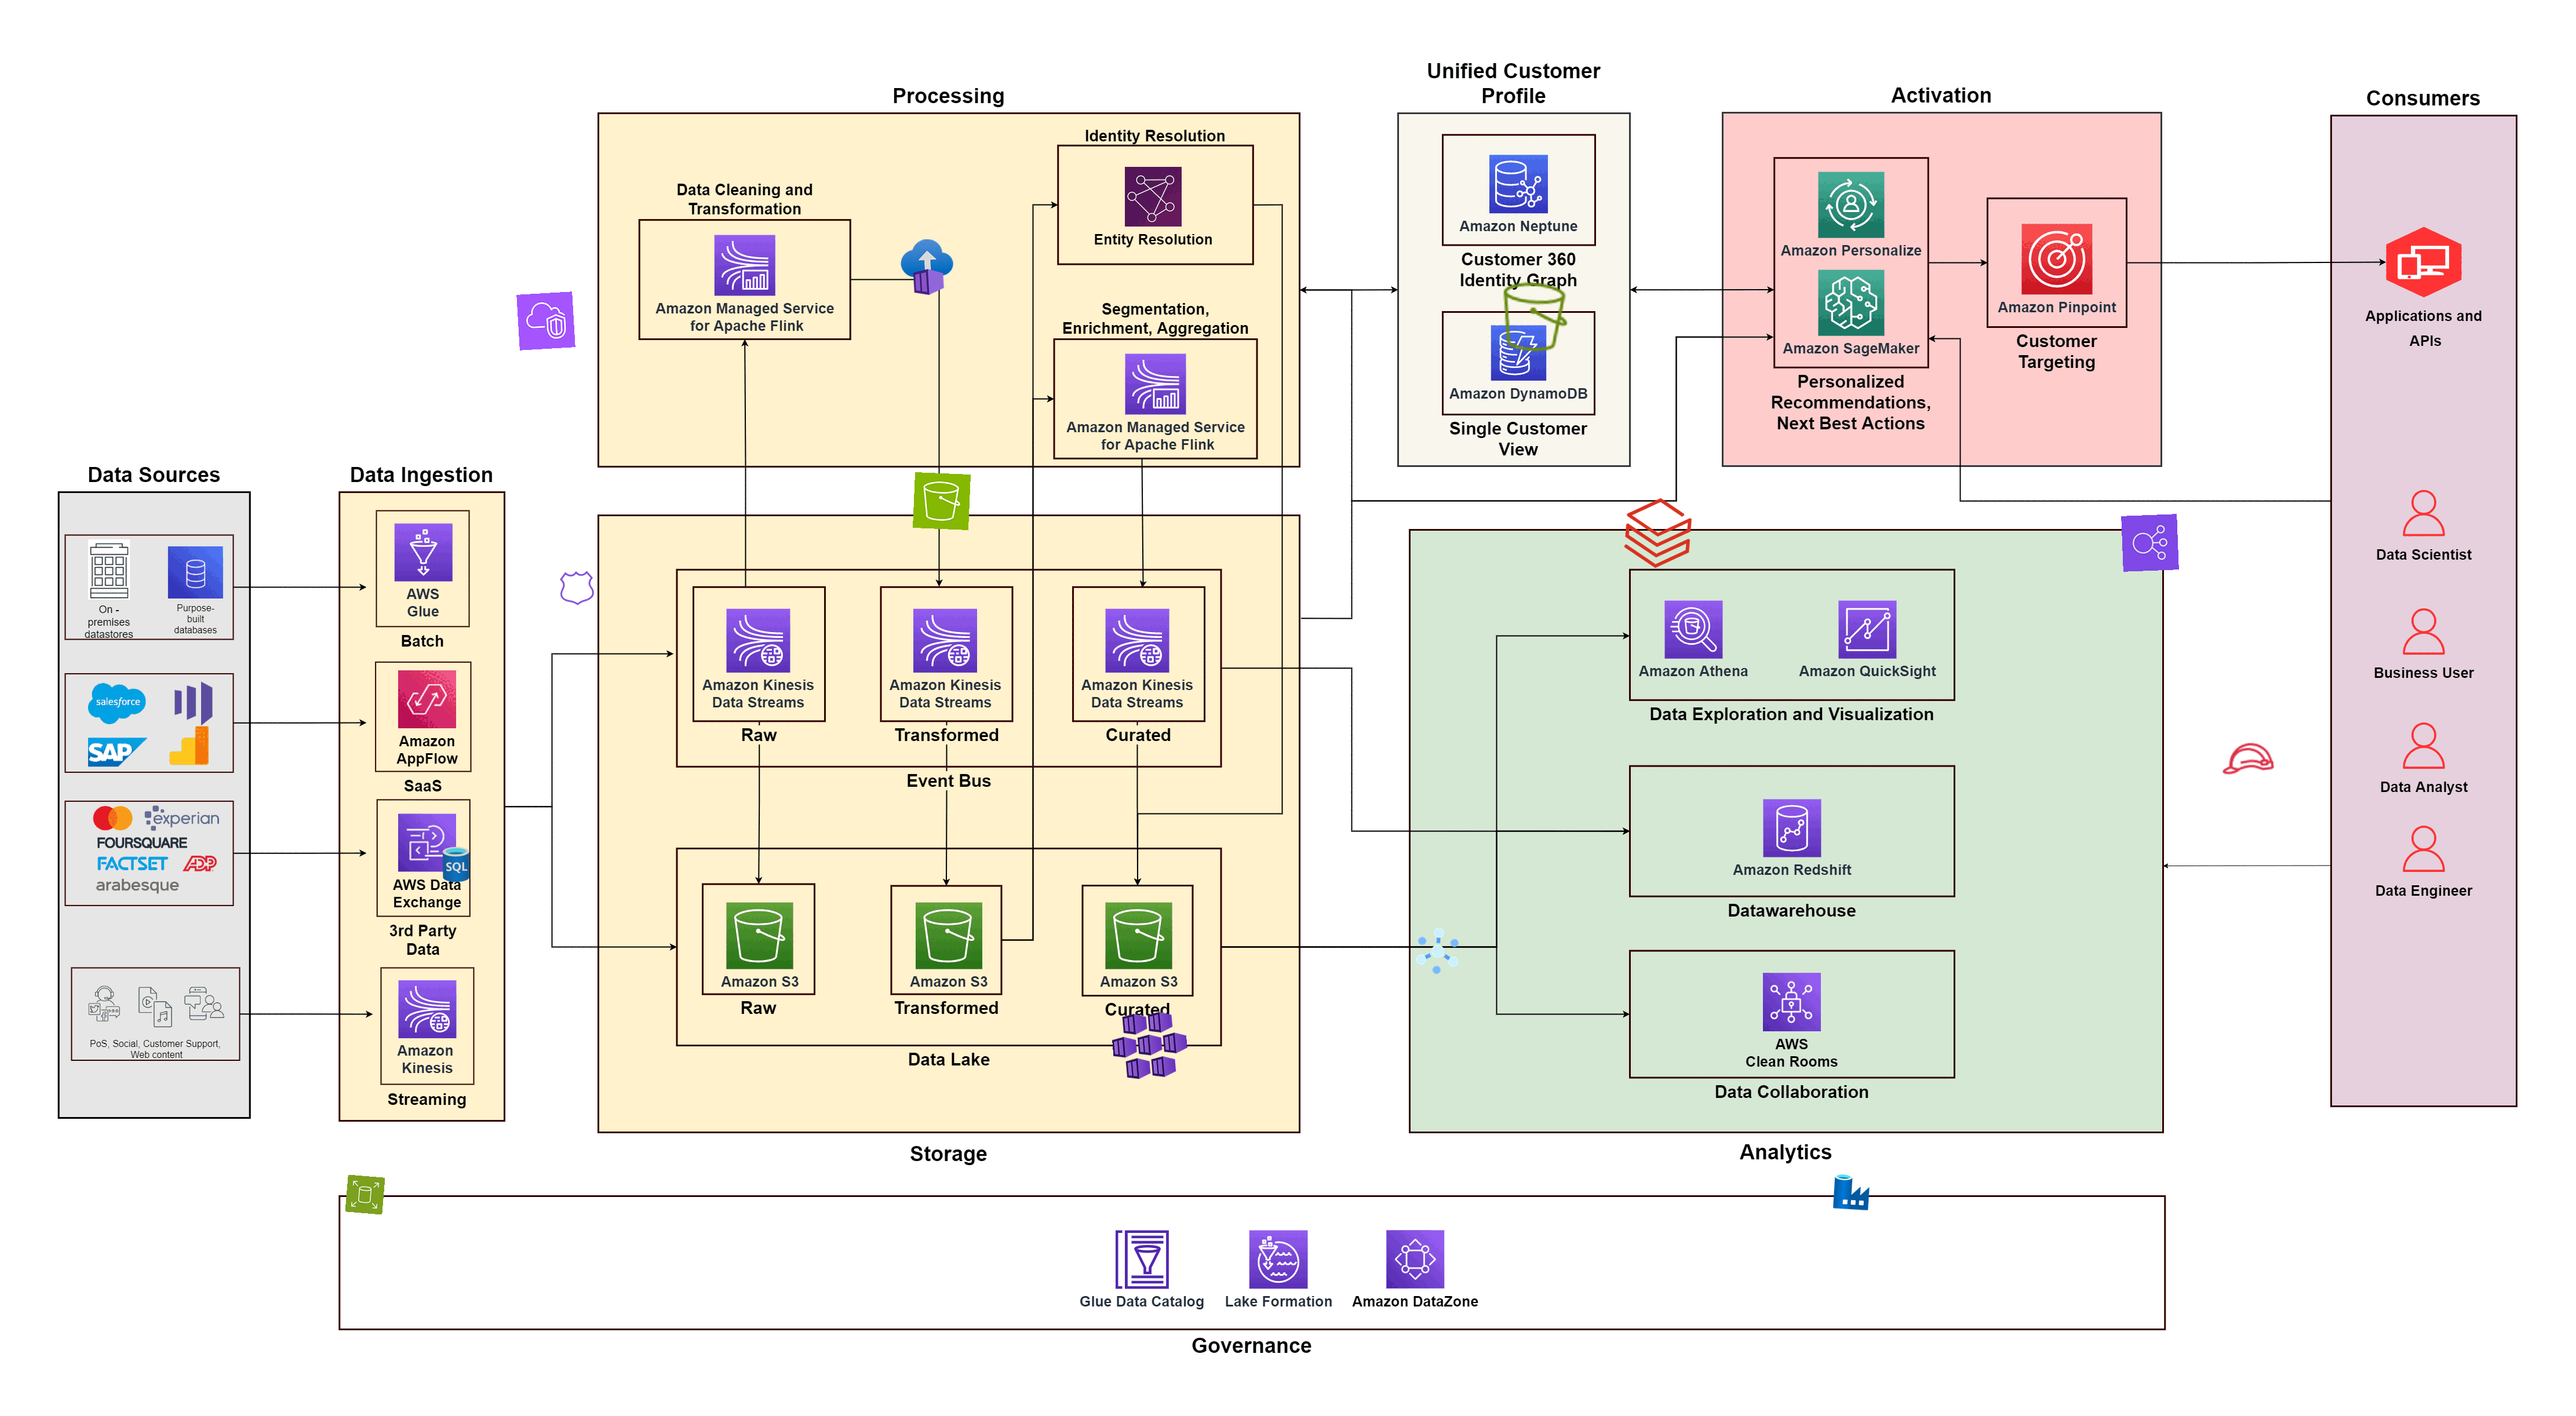 Processing
Identity Resolution
Entity Resolution
Data Cleaning and
Transformation
Amazon Managed Service
for Apache Flink
Segmentation,
Enrichment, Aggregation
Amazon Managed Service
for Apache Flink
Unified Customer
Profile
Amazon Neptune
Customer 360
Identity Graph
Amazon DynamoDB
Single Customer
View
Activation
Amazon Personalize
Amazon SageMaker
Personalized
Recommendations,
Next Best Actions
Amazon Pinpoint
Customer
Targeting
Consumers
Applications and
APIs
Data Scientist
Business User
Data Analyst
Data Engineer
Data Sources
On -
premises
datastores
Purpose-
built
databases
salesforce
SAP
experian
FOURSQUARE
FACTSET
ADP
arabesque
PoS, Social, Customer Support,
Web content
Data Ingestion
AWS
Glue
Batch
Amazon
AppFlow
SaaS
SQL
AWS Data
Exchange
3rd Party
Data
Amazon
Kinesis
Streaming
Amazon Kinesis
Data Streams
Raw
Amazon Kinesis
Data Streams
Transformed
Amazon Kinesis
Data Streams
Curated
Event Bus
Amazon S3
Raw
Amazon S3
Transformed
Amazon S3
Curated
Data Lake
Storage
Amazon Athena
Amazon QuickSight
Data Exploration and Visualization
Amazon Redshift
Datawarehouse
AWS
Clean Rooms
Data Collaboration
Analytics
Glue Data Catalog
Lake Formation
Amazon DataZone
Governance